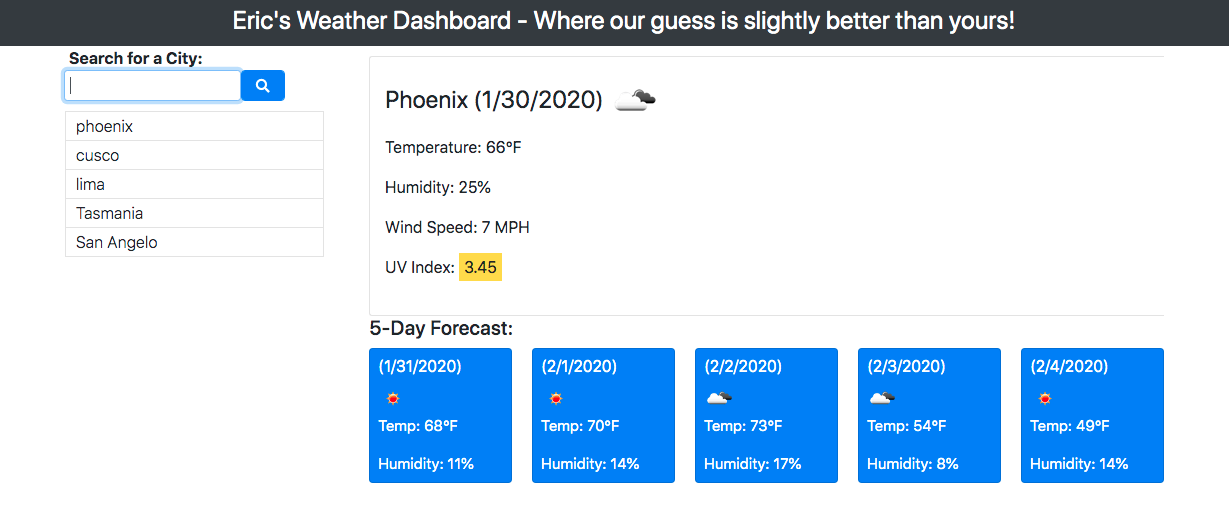 Eric's Weather Dashboard - Where our guess is slightly better than yours!
Search for a City:
phoenix
cusco
lima
Tasmania
San Angelo
Phoenix (1/30/2020)
Temperature: 66°F
Humidity: 25%
Wind Speed: 7 MPH
UV Index: 3.45
5-Day Forecast:
(1/31/2020)
Temp: 68°F
Humidity: 11%
(2/1/2020)
Temp: 70°F
Humidity: 14%
(2/2/2020)
Temp: 73°F
Humidity: 17%
(2/3/2020)
Temp: 54°F
Humidity: 8%
(2/4/2020)
Temp: 49°F
Humidity: 14%